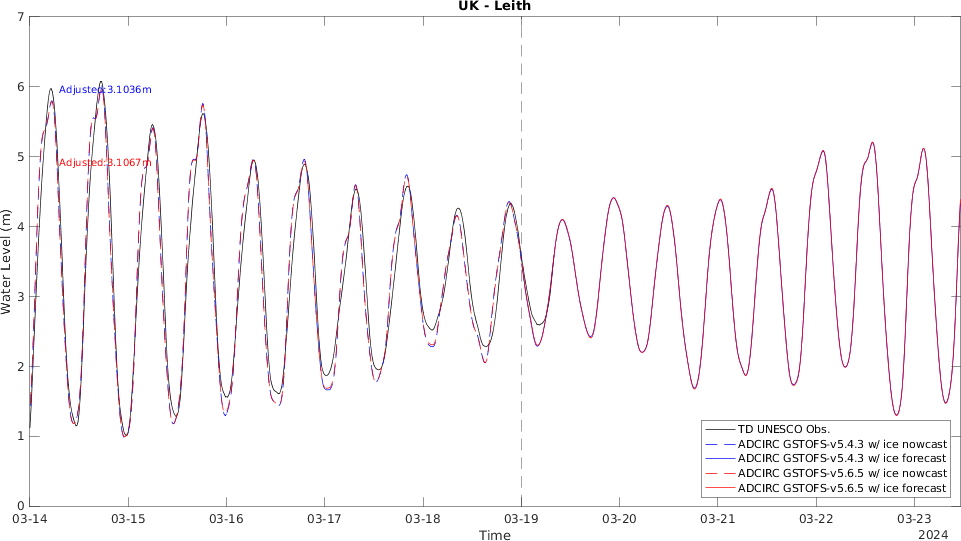 UK - Leith
7
6
5
4
3
2
1
0
Water Level (m)
Adjusted:3.1036m
Adjusted:3.1067m
TD UNESCO Obs.
ADCIRC GSTOFS-v5.4.3 w/ ice nowcast
ADCIRC GSTOFS-v5.4.3 w/ ice forecast
ADCIRC GSTOFS-v5.6.5 w/ ice nowcast
ADCIRC GSTOFS-v5.6.5 w/ ice forecast
03-14 03-15 03-16 03-17 03-18 03-19 03-20 03-21 03-22 03-23
Time
2024